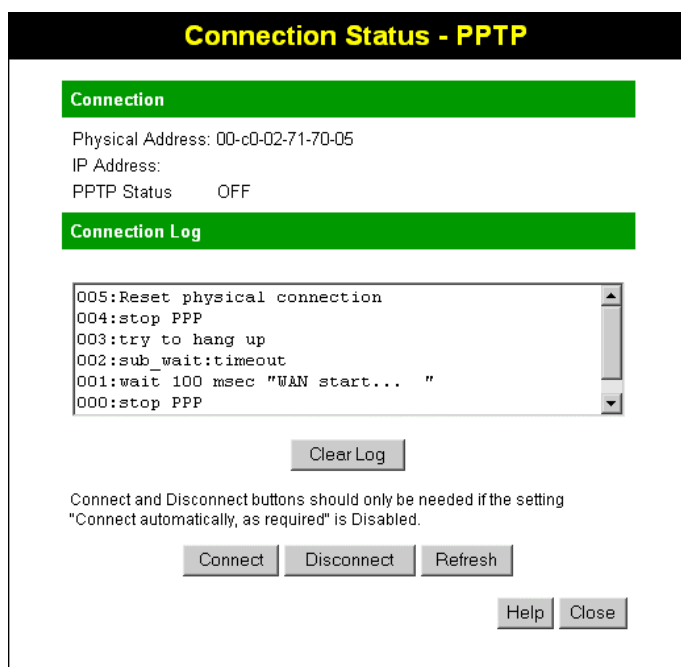 Connection Status - PPTP
Connection
Physical Address: 00-c0-02-71-70-05
IP Address:
PPTP Status OFF
Connection Log
005:Reset physical connection
004:stop PPP
003:try to hang up
002:sub_wait:timeout
001:wait 100 msec "WAN start... "
000:stop PPP
Clear Log
Connect and Disconnect buttons should only be needed if the setting
"Connect automatically, as required" is Disabled.
Connect Disconnect Refresh
Help Close